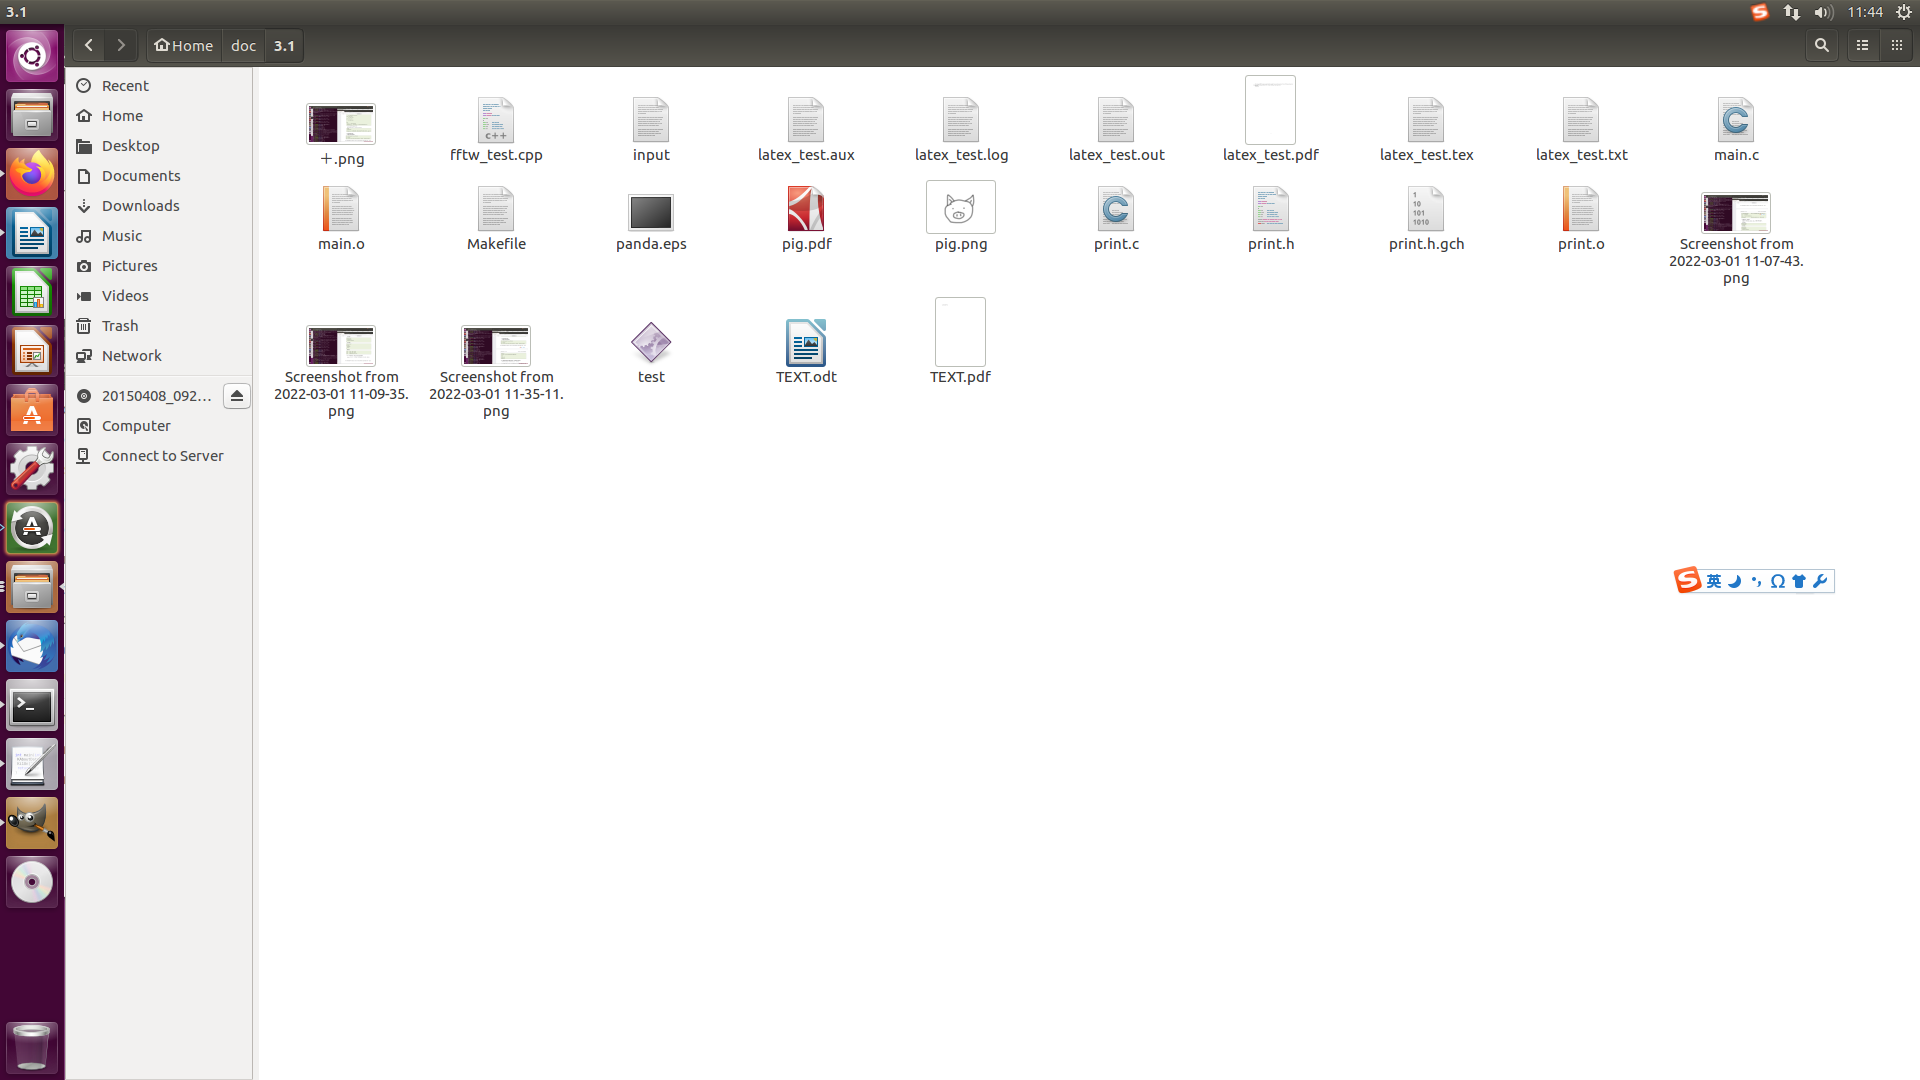 3.1
11:44
Home
doc
3.1
Recent
Home
Desktop
Documents
Downloads
Music
Pictures
Videos
Trash
Network
20150408_092...
Computer
Connect to Server
+.png
fftw_test.cpp
input
latex_test.aux
latex_test.log
latex_test.out
latex_test.pdf
latex_test.tex
latex_test.txt
main.c
main.o
Makefile
panda.eps
pig.pdf
pig.png
print.c
print.h
print.h.gch
print.o
Screenshot from
2022-03-01 11-07-43.
png
Screenshot from
2022-03-01 11-09-35.
png
Screenshot from
2022-03-01 11-35-11.
png
test
TEXT.odt
TEXT.pdf
英